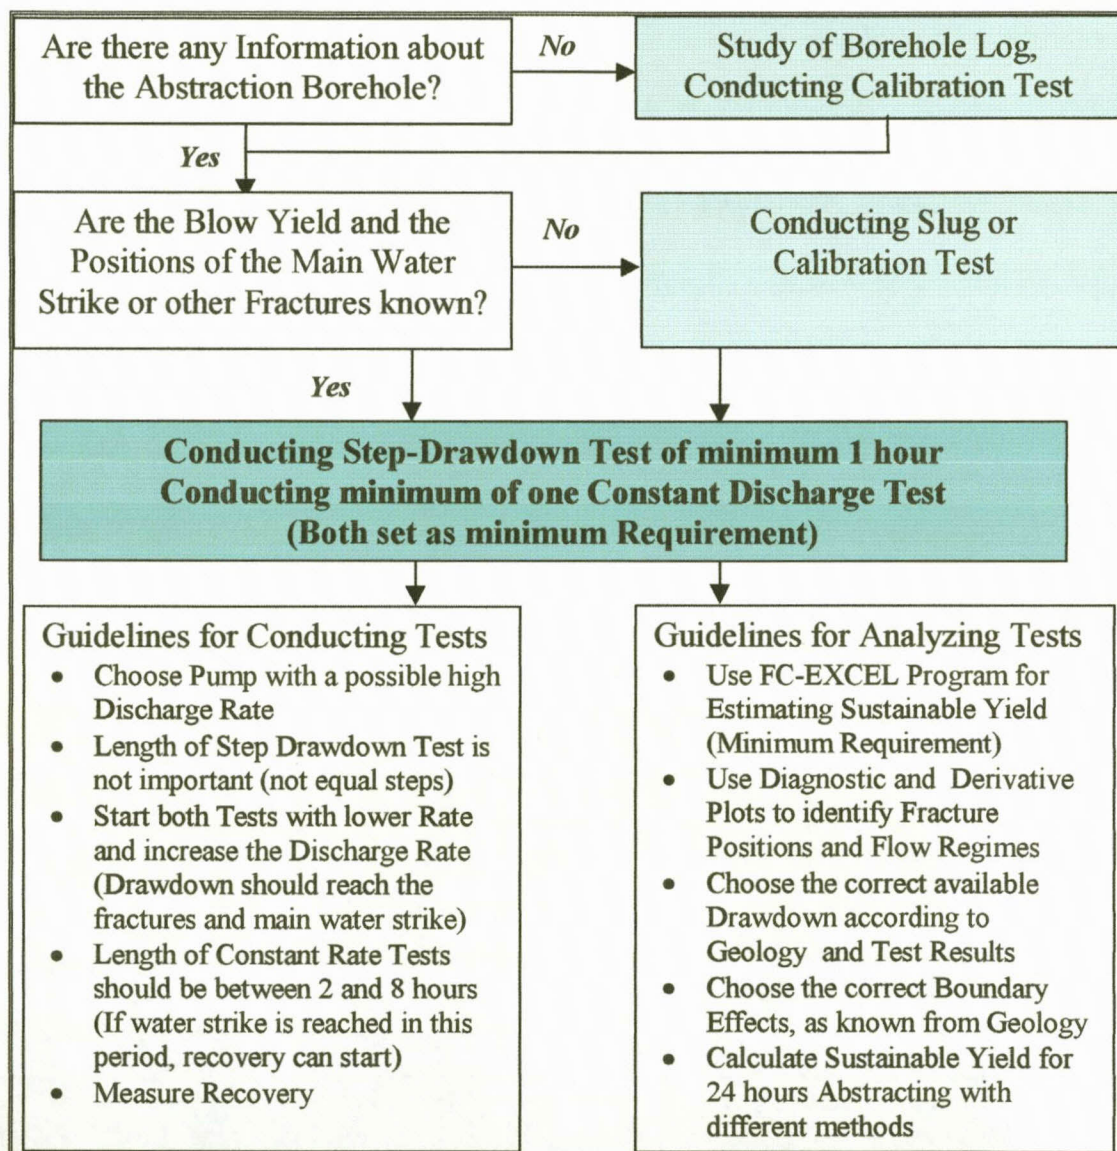 Are there any Information about
the Abstraction Borehole?
No
Study of Borehole Log,
Conducting Calibration Test
Yes
Are the Blow Yield and the
Positions of the Main Water
Strike or other Fractures known?
No
Conducting Slug or
Calibration Test
Yes
Conducting Step-Drawdown Test of minimum 1 hour
Conducting minimum of one Constant Discharge Test
(Both set as minimum Requirement)
Guidelines for Conducting Tests
• Choose Pump with a possible high
Discharge Rate
• Length of Step Drawdown Test is
not important (not equal steps)
• Start both Tests with lower Rate
and increase the Discharge Rate
(Drawdown should reach the
fractures and main water strike)
• Length of Constant Rate Tests
should be between 2 and 8 hours
(If water strike is reached in this
period, recovery can start)
• Measure Recovery
Guidelines for Analyzing Tests
• Use FC-EXCEL Program for
Estimating Sustainable Yield
(Minimum Requirement)
• Use Diagnostic and Derivative
Plots to identify Fracture
Positions and Flow Regimes
• Choose the correct available
Drawdown according to
Geology and Test Results
• Choose the correct Boundary
Effects, as known from Geology
• Calculate Sustainable Yield for
24 hours Abstracting with
different methods